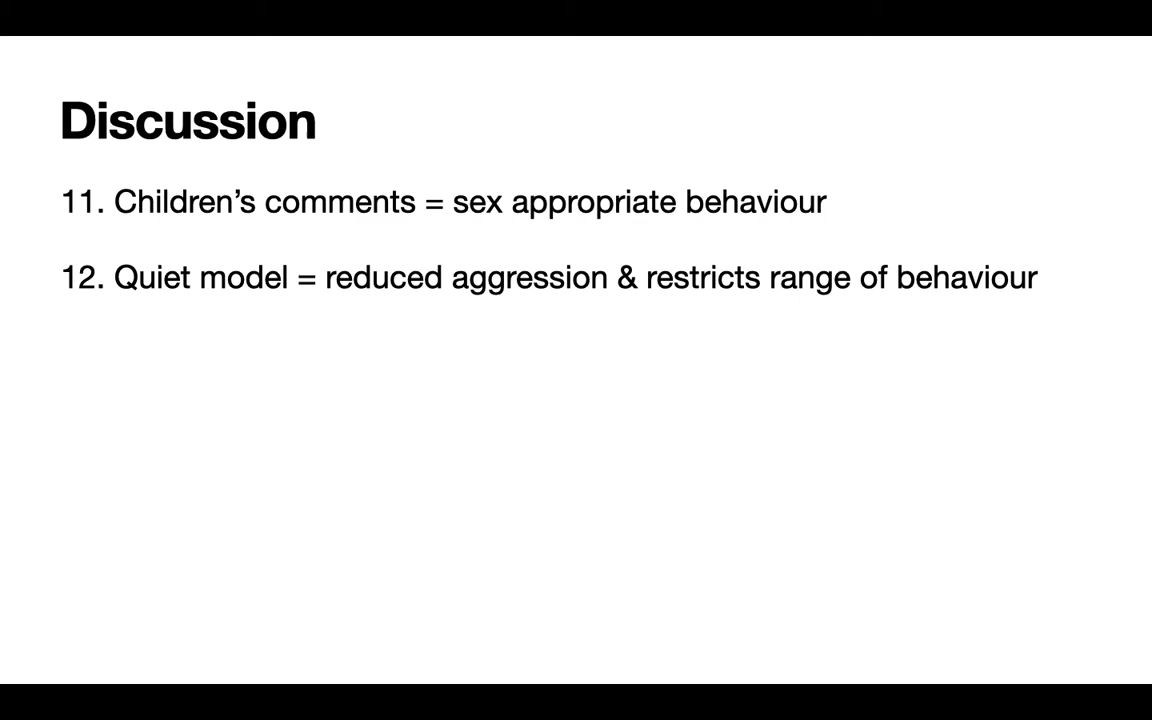 Discussion
11. Children’s comments = sex appropriate behaviour
12. Quiet model = reduced aggression & restricts range of behaviour